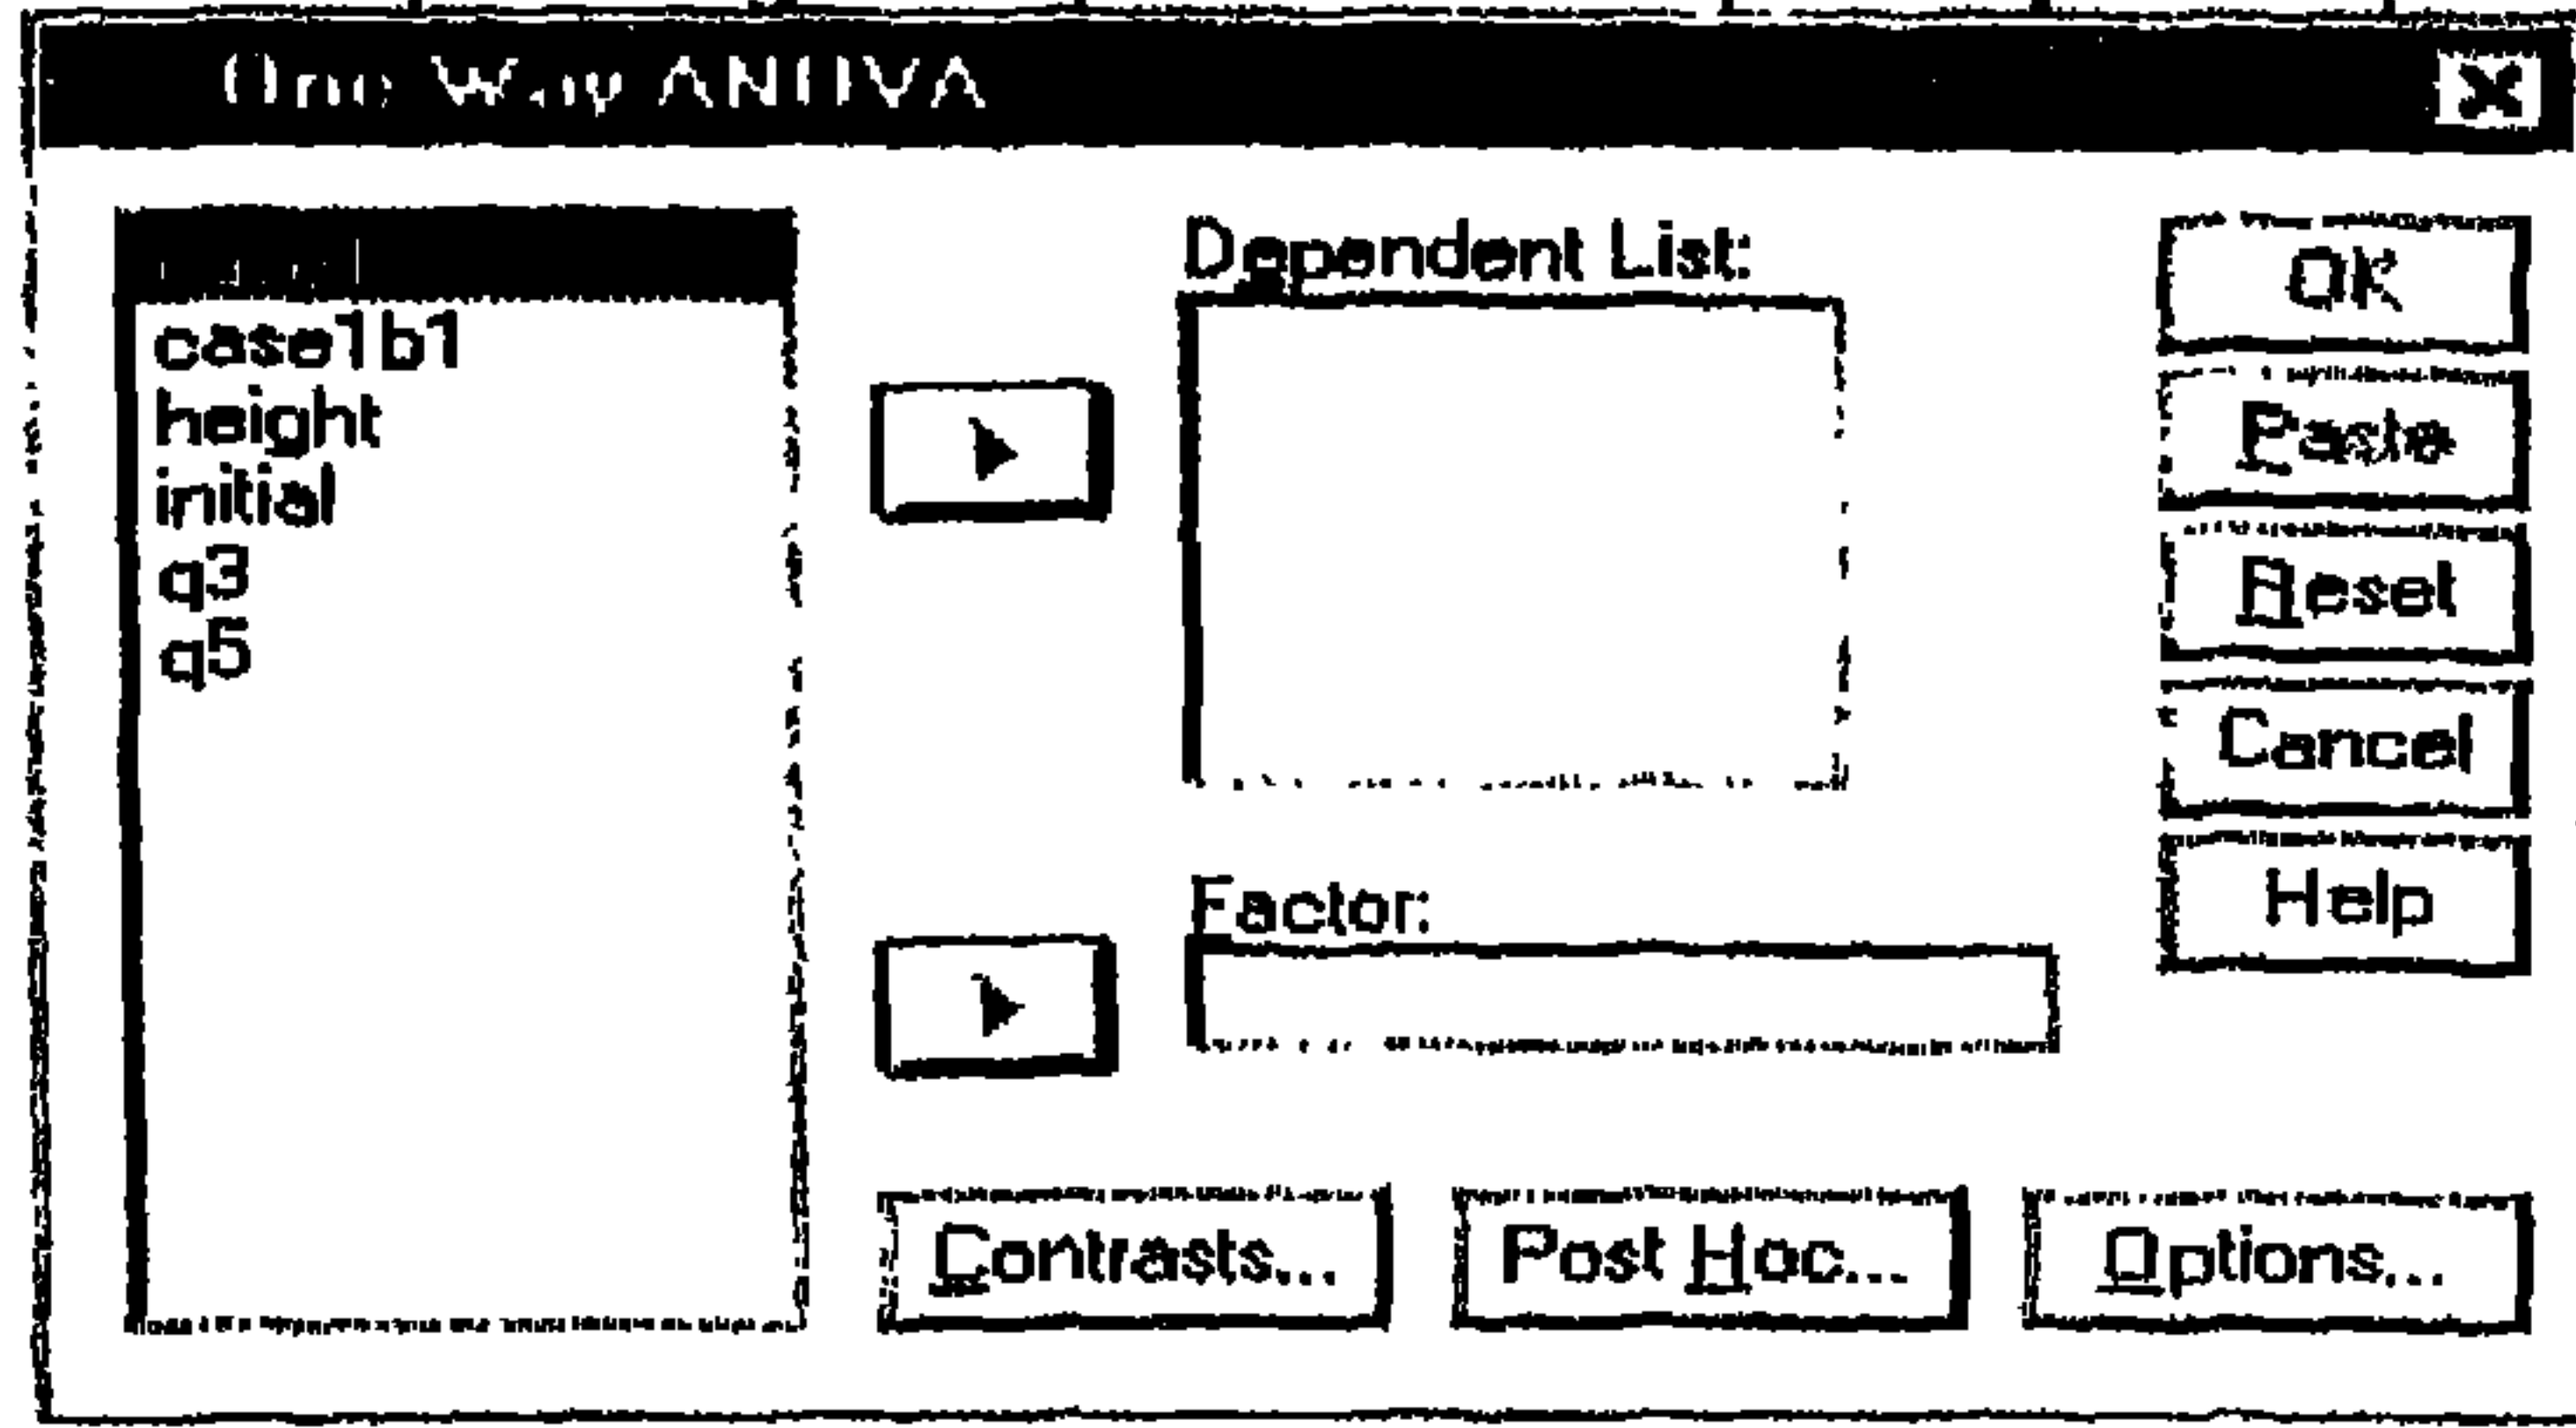 One Way ANOVA
case1b1
height
initial
q3
q5
Dependent List:
Factor:
OK
Paste
Reset
Cancel
Help
Contrasts...
Post Hoc...
Options...